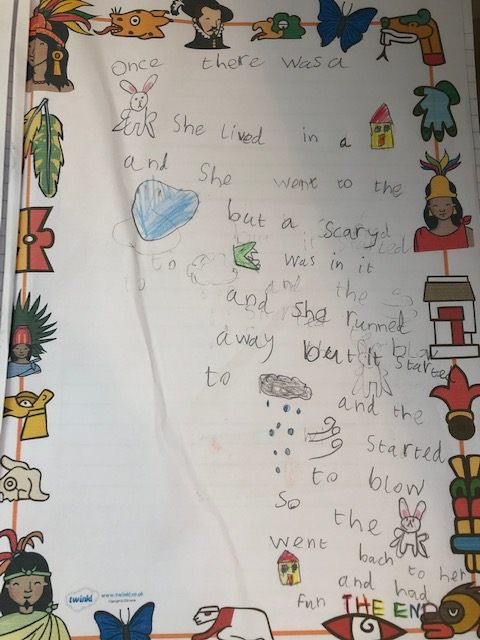 Once there was a
She lived in a
and She went to the
but a Scary
was in it
and she runned
away but it started
to
and the
Started
to blow
So the
went back to her
and had
fun THE END
twinkl www.twinkl.co.uk